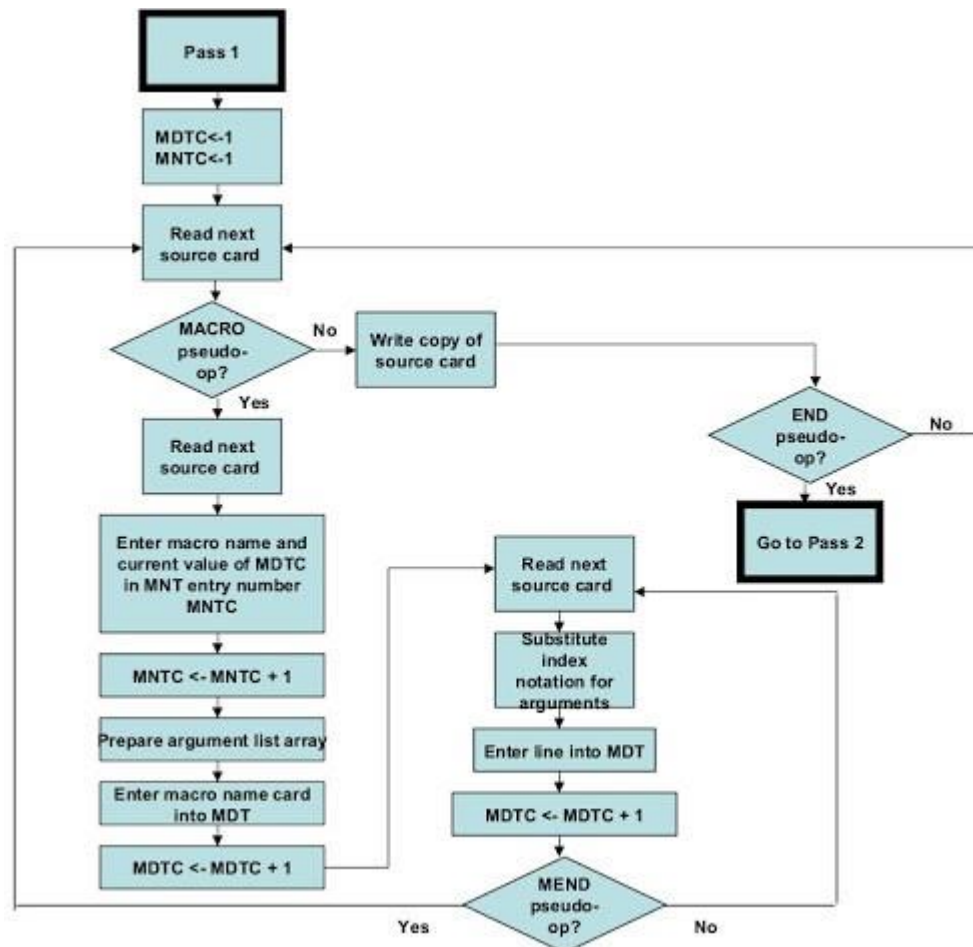 Pass 1
MDTC<-1
MNTC<-1
Read next
source card
MACRO
pseudo-
op?
No
Write copy of
source card
Yes
END
pseudo-
op?
No
Yes
Go to Pass 2
Read next
source card
Enter macro name and
current value of MDTC
in MNT entry number
MNTC
MNTC <- MNTC + 1
Prepare argument list array
Enter macro name card
into MDT
MDTC <- MDTC + 1
Read next
source card
Substitute
index
notation for
arguments
Enter line into MDT
MDTC <- MDTC + 1
MEND
pseudo-
op?
Yes
No